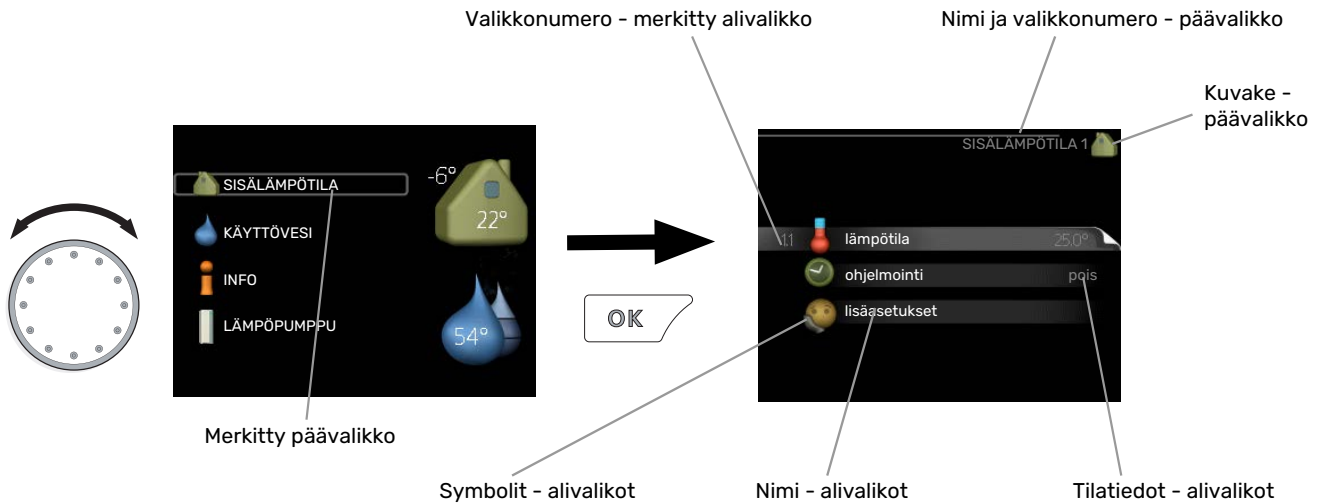 Valikkonumero - merkitty alivalikko
Nimi ja valikkonumero - päävalikko
Kuvake -
päävalikko
SISÄLÄMPÖTILA
-6°
22°
KÄYTTÖVESI
INFO
LÄMPÖPUMPPU
54°
OK
SISÄLÄMPÖTILA 1
1.1
lämpötila
25.0°
ohjelmointi
pois
lisäasetukset
Merkitty päävalikko
Symbolit - alivalikot
Nimi - alivalikot
Tilatiedot - alivalikot